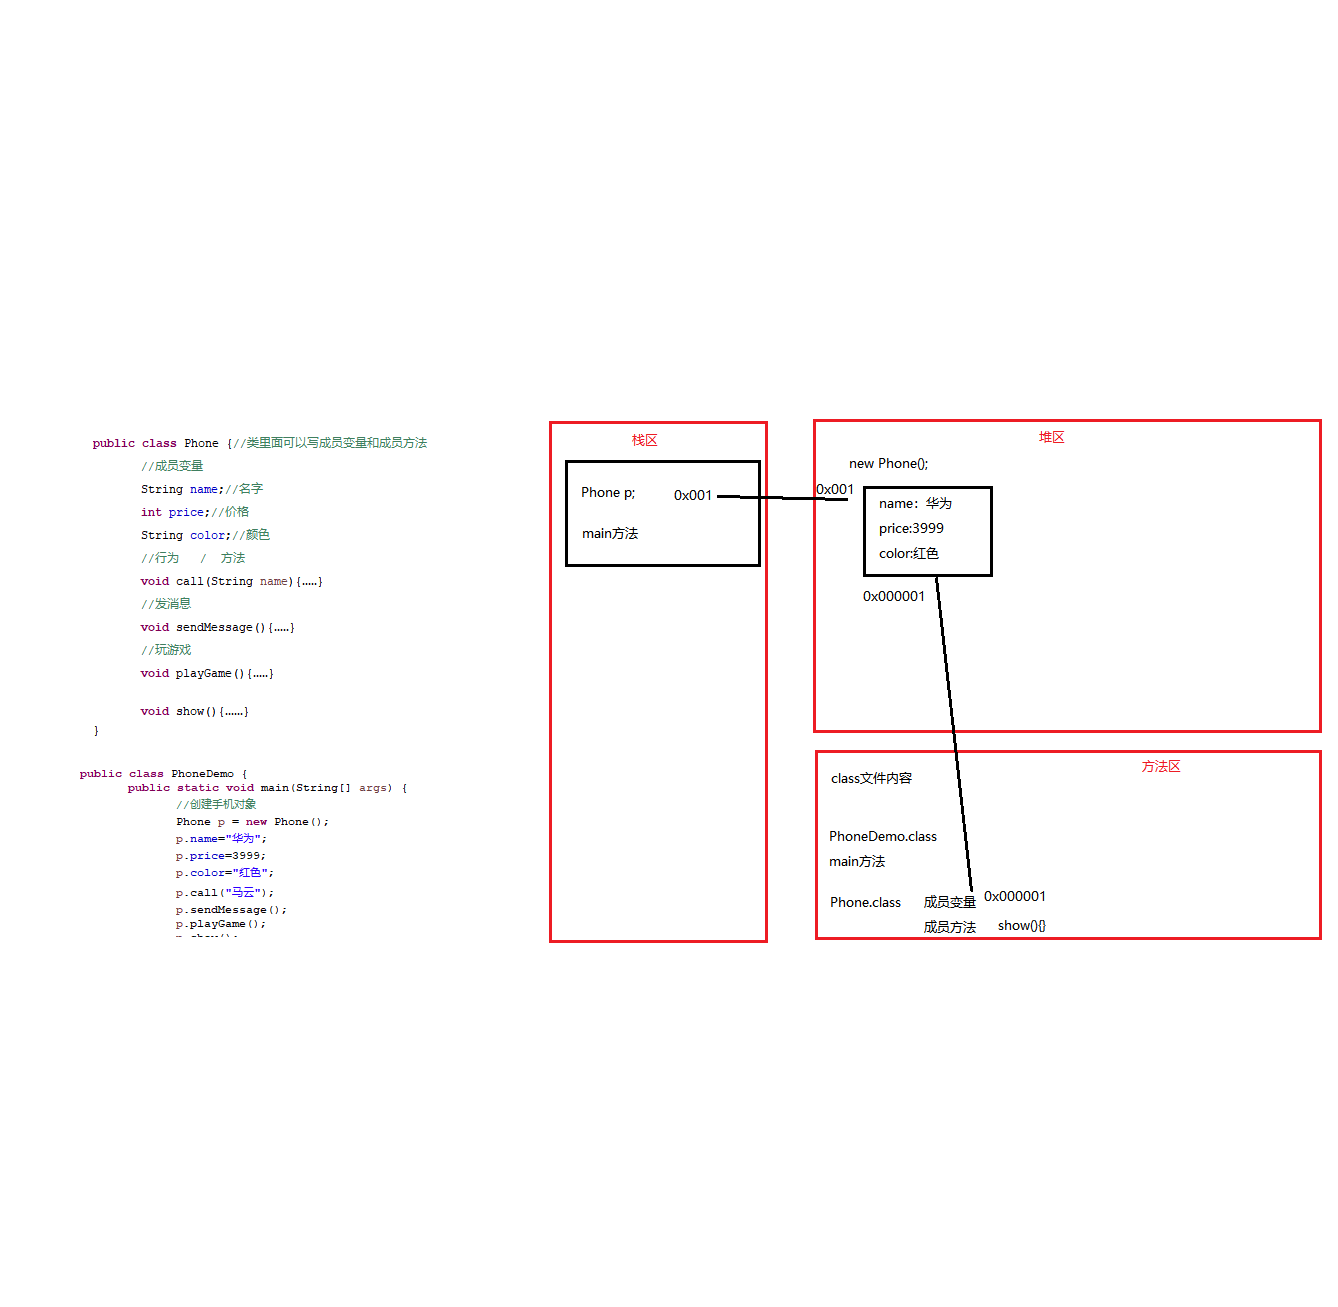 public class Phone {//类里面可以写成员变量和成员方法
//成员变量
String name;//名字
int price;//价格
String color;//颜色
//行为 / 方法
void call(String name){.....}
//发消息
void sendMessage(){.....}
//玩游戏
void playGame(){.....}
void show(){......}
}
public class PhoneDemo {
public static void main(String[] args) {
//创建手机对象
Phone p = new Phone();
p.name="华为";
p.price=3999;
p.color="红色";
p.call("马云");
p.sendMessage();
p.playGame();
p.show();
栈区
Phone p; 0x001
main方法
堆区
new Phone();
0x001
name：华为
price:3999
color:红色
0x000001
方法区
class文件内容
PhoneDemo.class
main方法
Phone.class 成员变量 0x000001
成员方法 show(){}